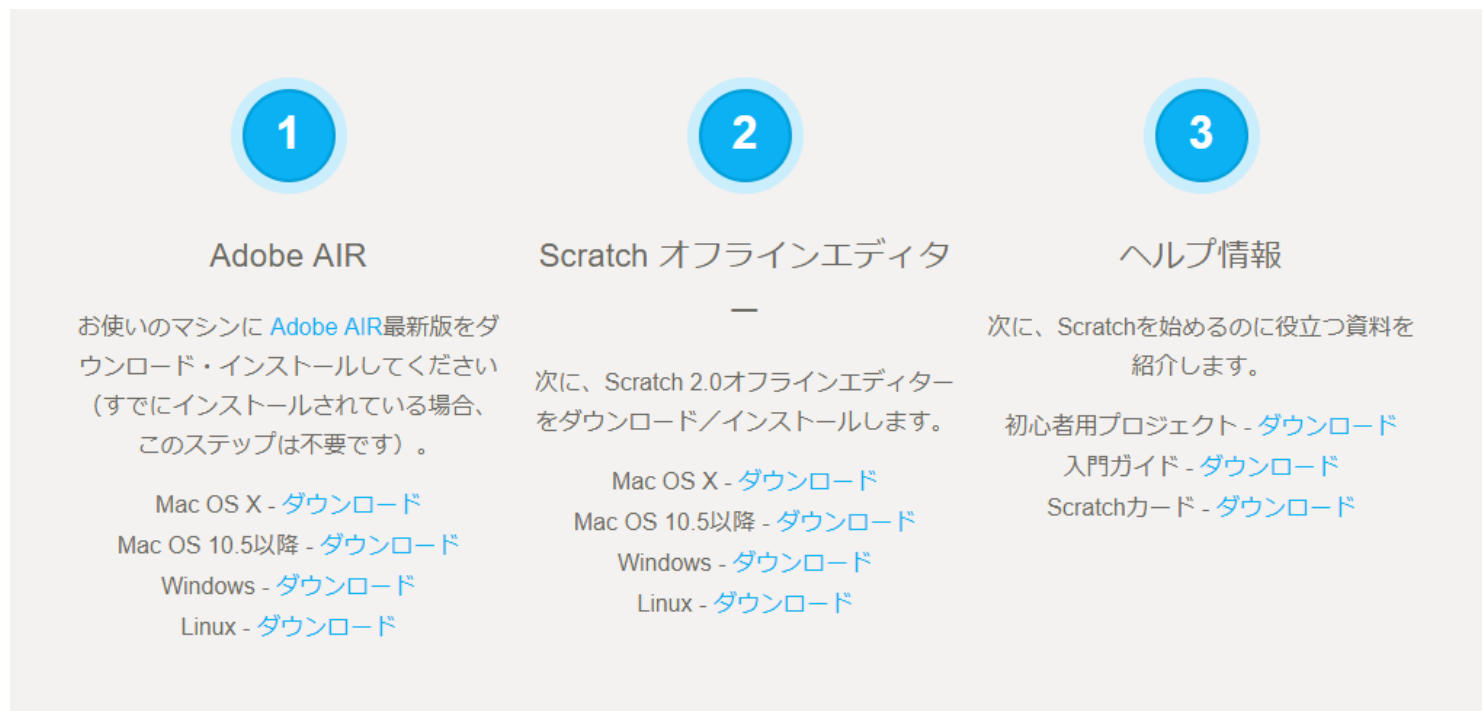 1
Adobe AIR
お使いのマシンに Adobe AIR最新版をダ
ウンロード・インストールしてください
（すでにインストールされている場合、
このステップは不要です）。
Mac OS X - ダウンロード
Mac OS 10.5以降 - ダウンロード
Windows - ダウンロード
Linux - ダウンロード
2
Scratch オフラインエディタ
ー
次に、Scratch 2.0オフラインエディター
をダウンロード／インストールします。
Mac OS X - ダウンロード
Mac OS 10.5以降 - ダウンロード
Windows - ダウンロード
Linux - ダウンロード
3
ヘルプ情報
次に、Scratchを始めるのに役立つ資料を
紹介します。
初心者用プロジェクト - ダウンロード
入門ガイド - ダウンロード
Scratchカード - ダウンロード